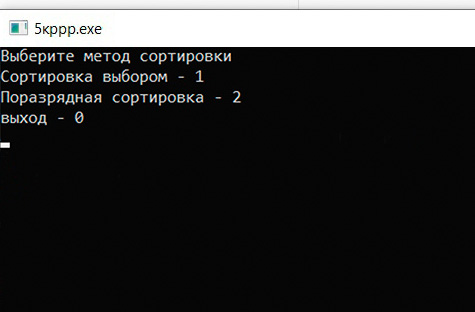 5кррр.exe
Выберите метод сортировки
Сортировка выбором - 1
Поразрядная сортировка - 2
выход - 0